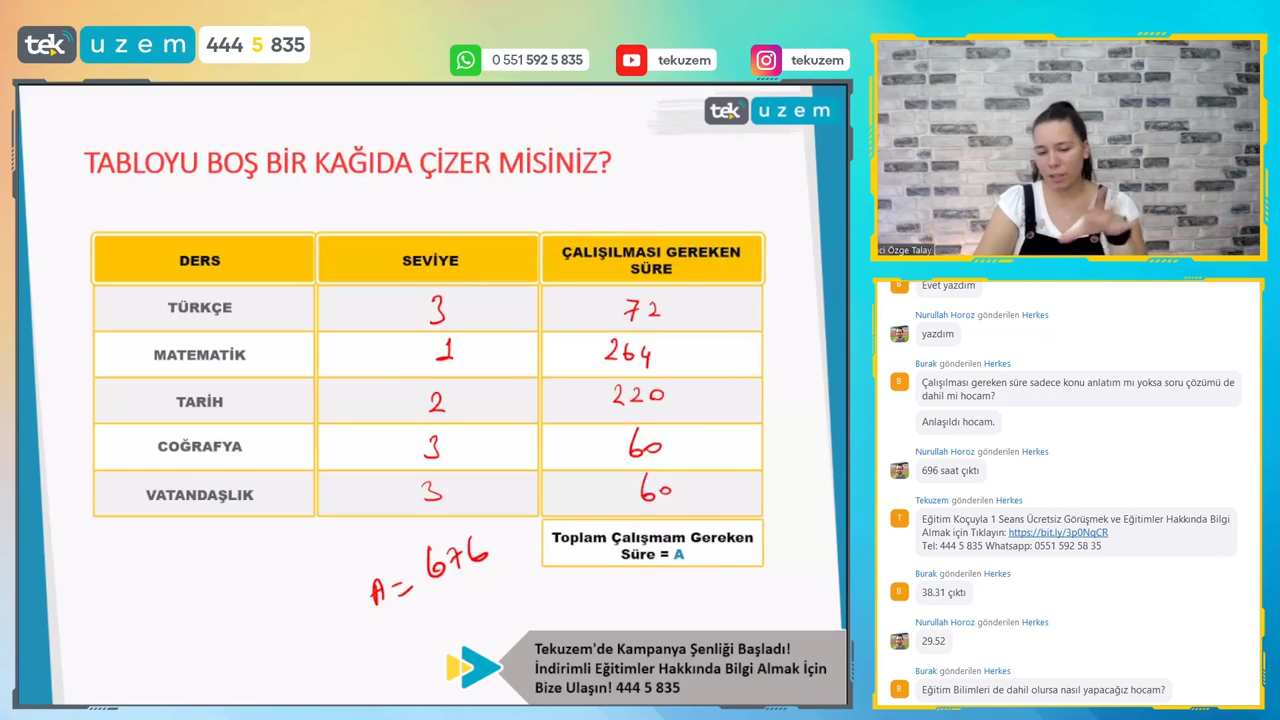 tek uzem 444 5 835
0 551 592 5 835
tekuzem
tekuzem
tek uzem
TABLOYU BOŞ BİR KAĞIDA ÇİZER MİSİNİZ?
DERS SEVİYE ÇALIŞILMASI GEREKEN
SÜRE
TÜRKÇE 3 72
MATEMATİK 1 264
TARİH 2 220
COĞRAFYA 3 60
VATANDAŞLIK 3 60
Toplam Çalışmam Gereken
Süre = A
A = 676
Tekuzem'de Kampanya Şenliği Başladı!
İndirimli Eğitimler Hakkında Bilgi Almak İçin
Bize Ulaşın! 444 5 835
ci Özge Talay
B
Evet yazdım
Nurullah Horoz gönderilen Herkes
yazdım
Burak gönderilen Herkes
B
Çalışılması gereken süre sadece konu anlatım mı yoksa soru çözümü de
dahil mi hocam?
Anlaşıldı hocam.
Nurullah Horoz gönderilen Herkes
696 saat çıktı
Tekuzem gönderilen Herkes
T
Eğitim Koçuyla 1 Seans Ücretsiz Görüşmek ve Eğitimler Hakkında Bilgi
Almak için Tıklayın: https://bit.ly/3p0NqCR
Tel: 444 5 835 Whatsapp: 0551 592 58 35
Burak gönderilen Herkes
B
38.31 çıktı
Nurullah Horoz gönderilen Herkes
29.52
Burak gönderilen Herkes
B
Eğitim Bilimleri de dahil olursa nasıl yapacağız hocam?